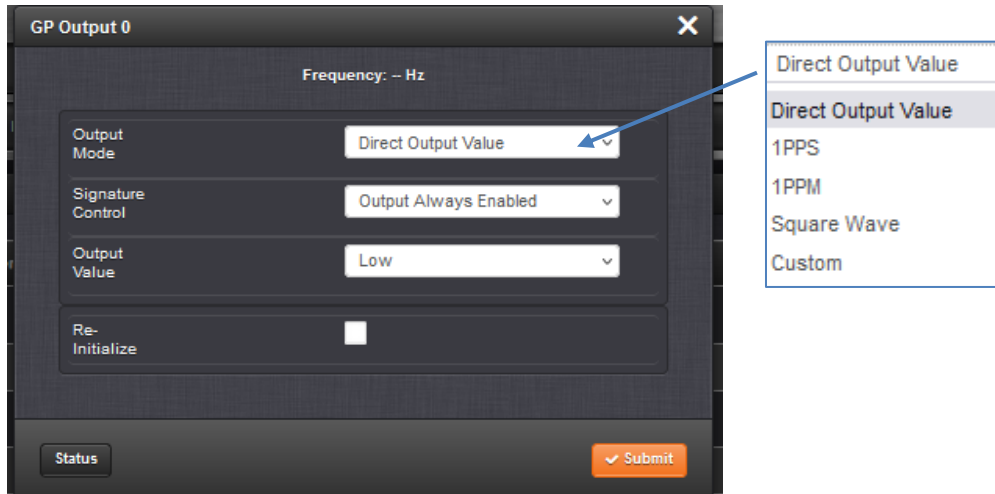 GP Output 0
Frequency: -- Hz
Output
Mode
Direct Output Value
Signature
Control
Output Always Enabled
Output
Value
Low
Re-
Initialize
Status
Submit
Direct Output Value
Direct Output Value
1PPS
1PPM
Square Wave
Custom